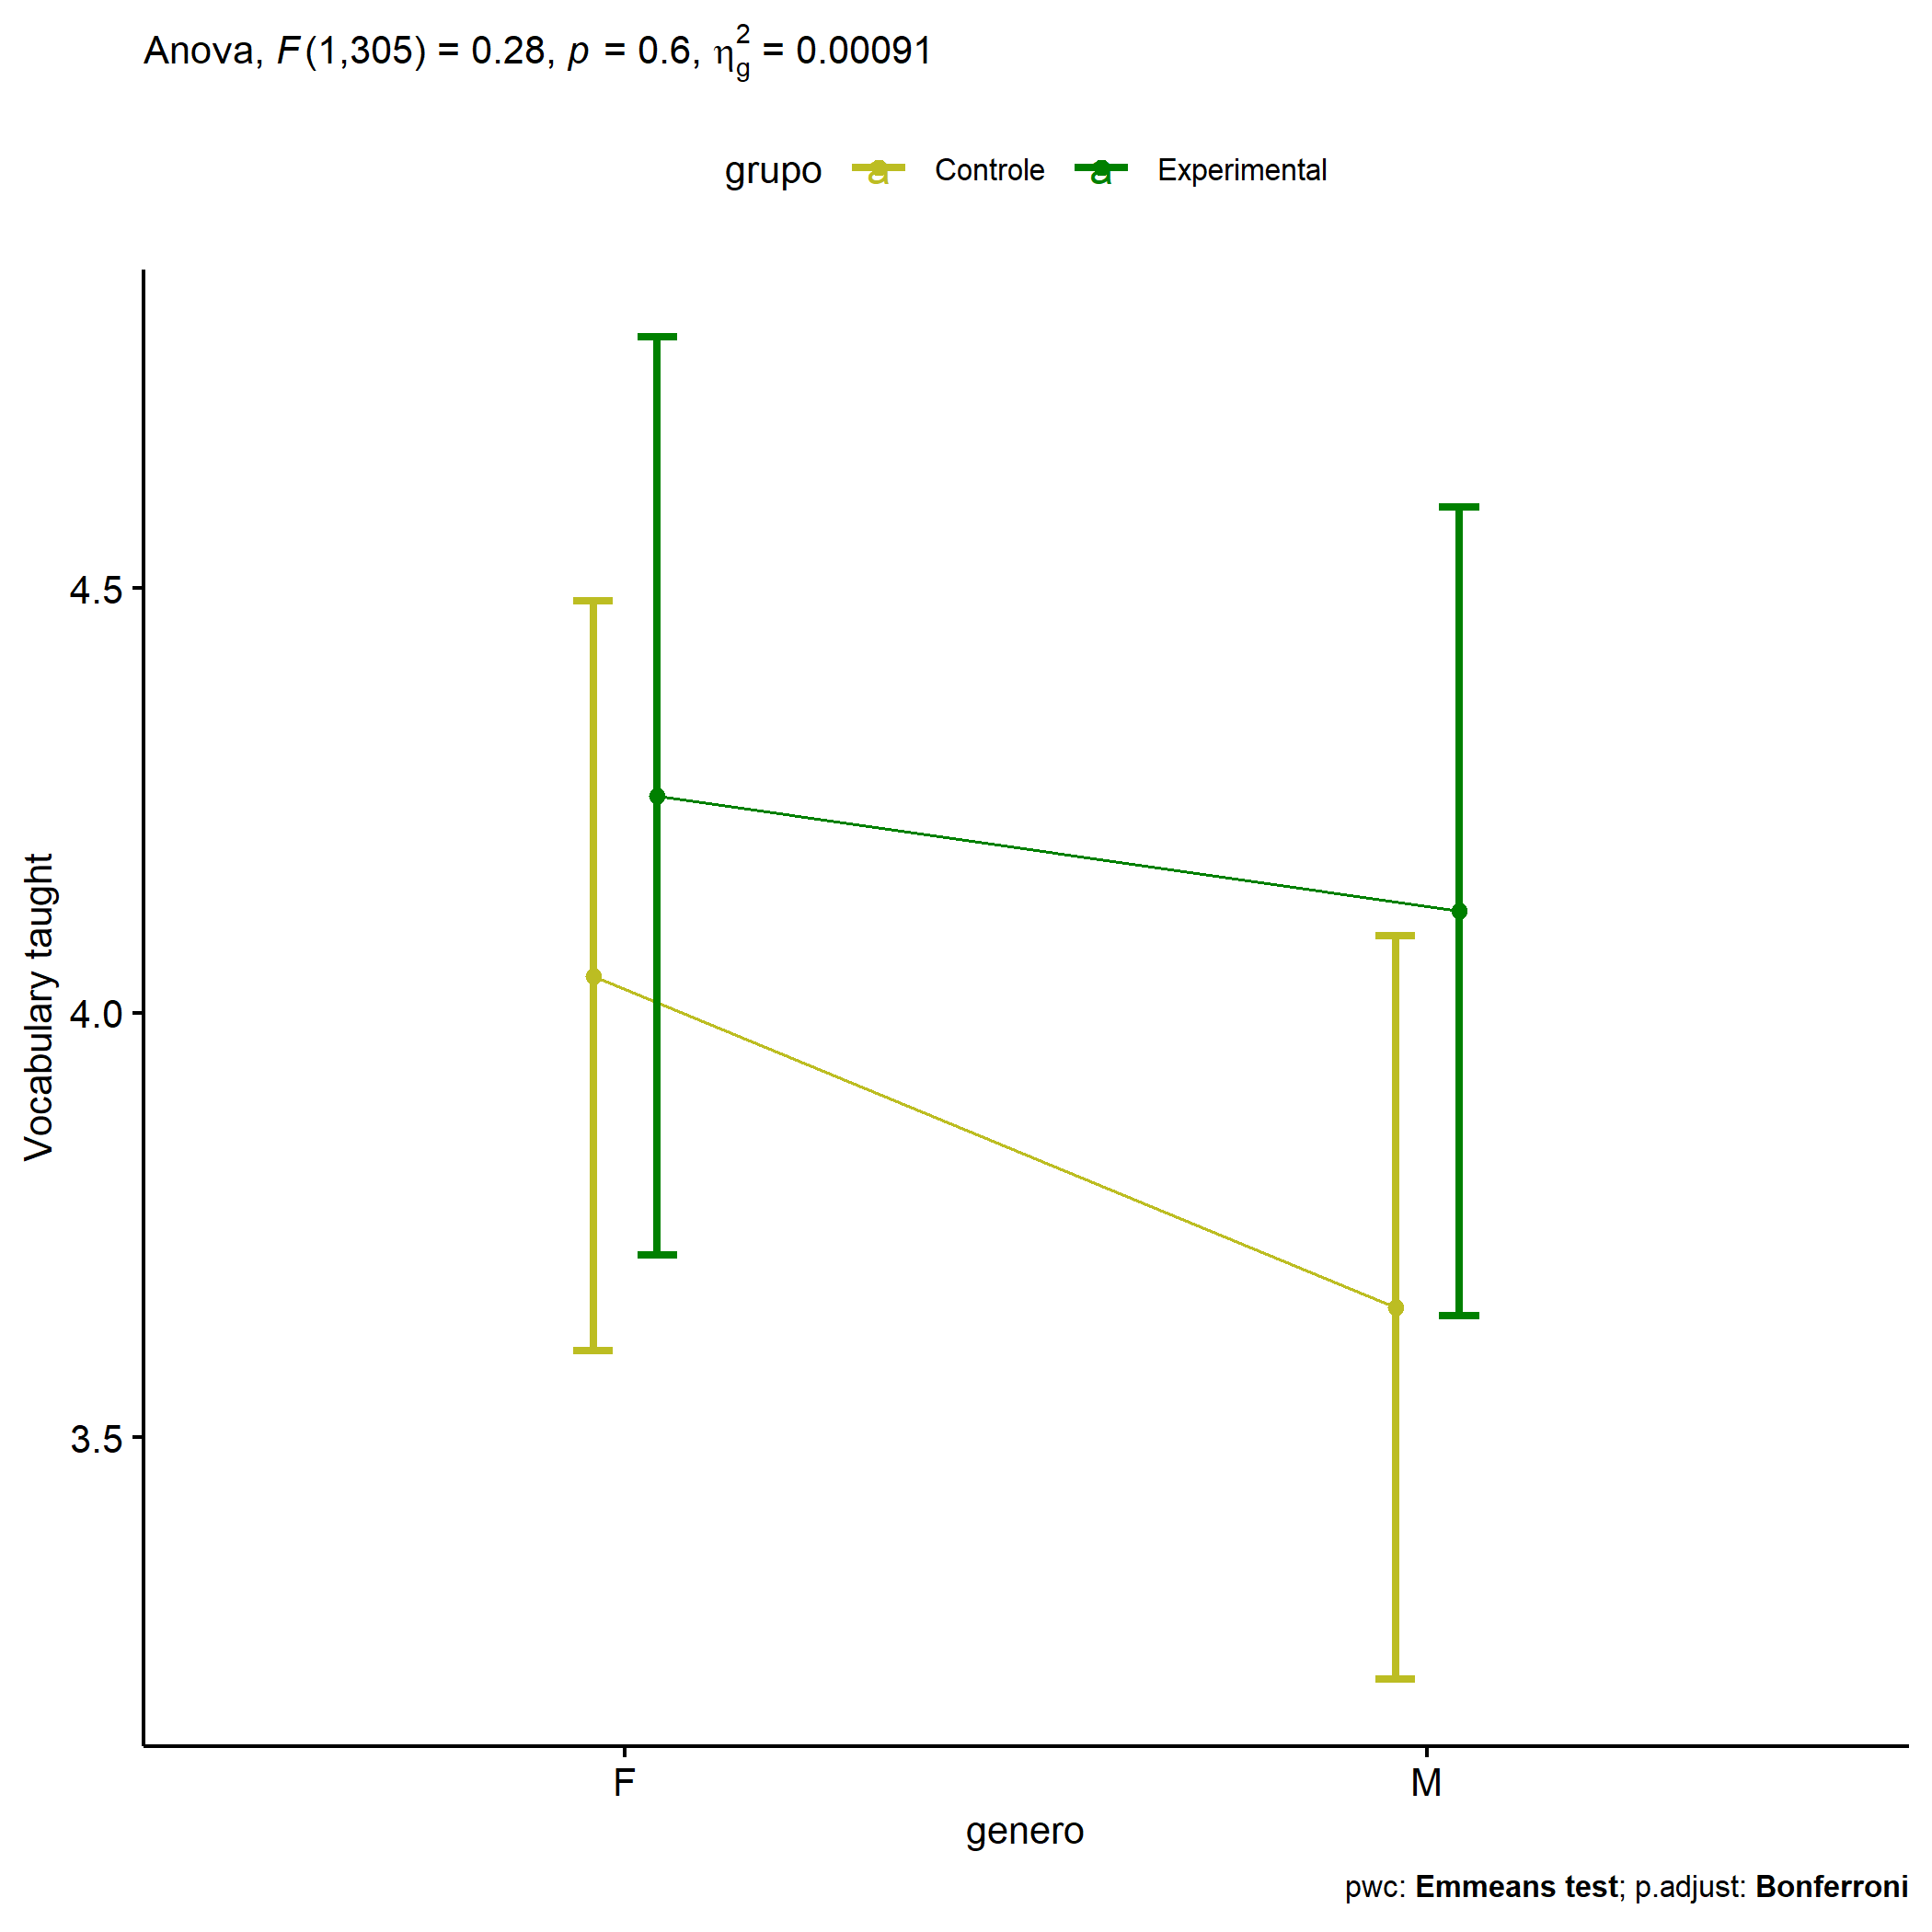 Anova, F(1,305) = 0.28, p = 0.6, η²g = 0.00091
grupo a Controle a Experimental
Vocabulary taught
4.5
4.0
3.5
F M
genero
pwc: Emmeans test; p.adjust: Bonferroni